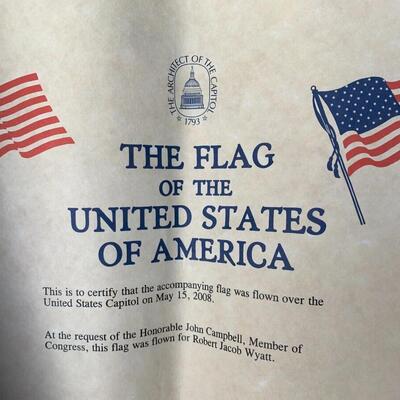 THE ARCHITECT OF THE CAPITOL
1793
THE FLAG
OF THE
UNITED STATES
OF AMERICA
This is to certify that the accompanying flag was flown over the
United States Capitol on May 15, 2008.
At the request of the Honorable John Campbell, Member of
Congress, this flag was flown for Robert Jacob Wyatt.